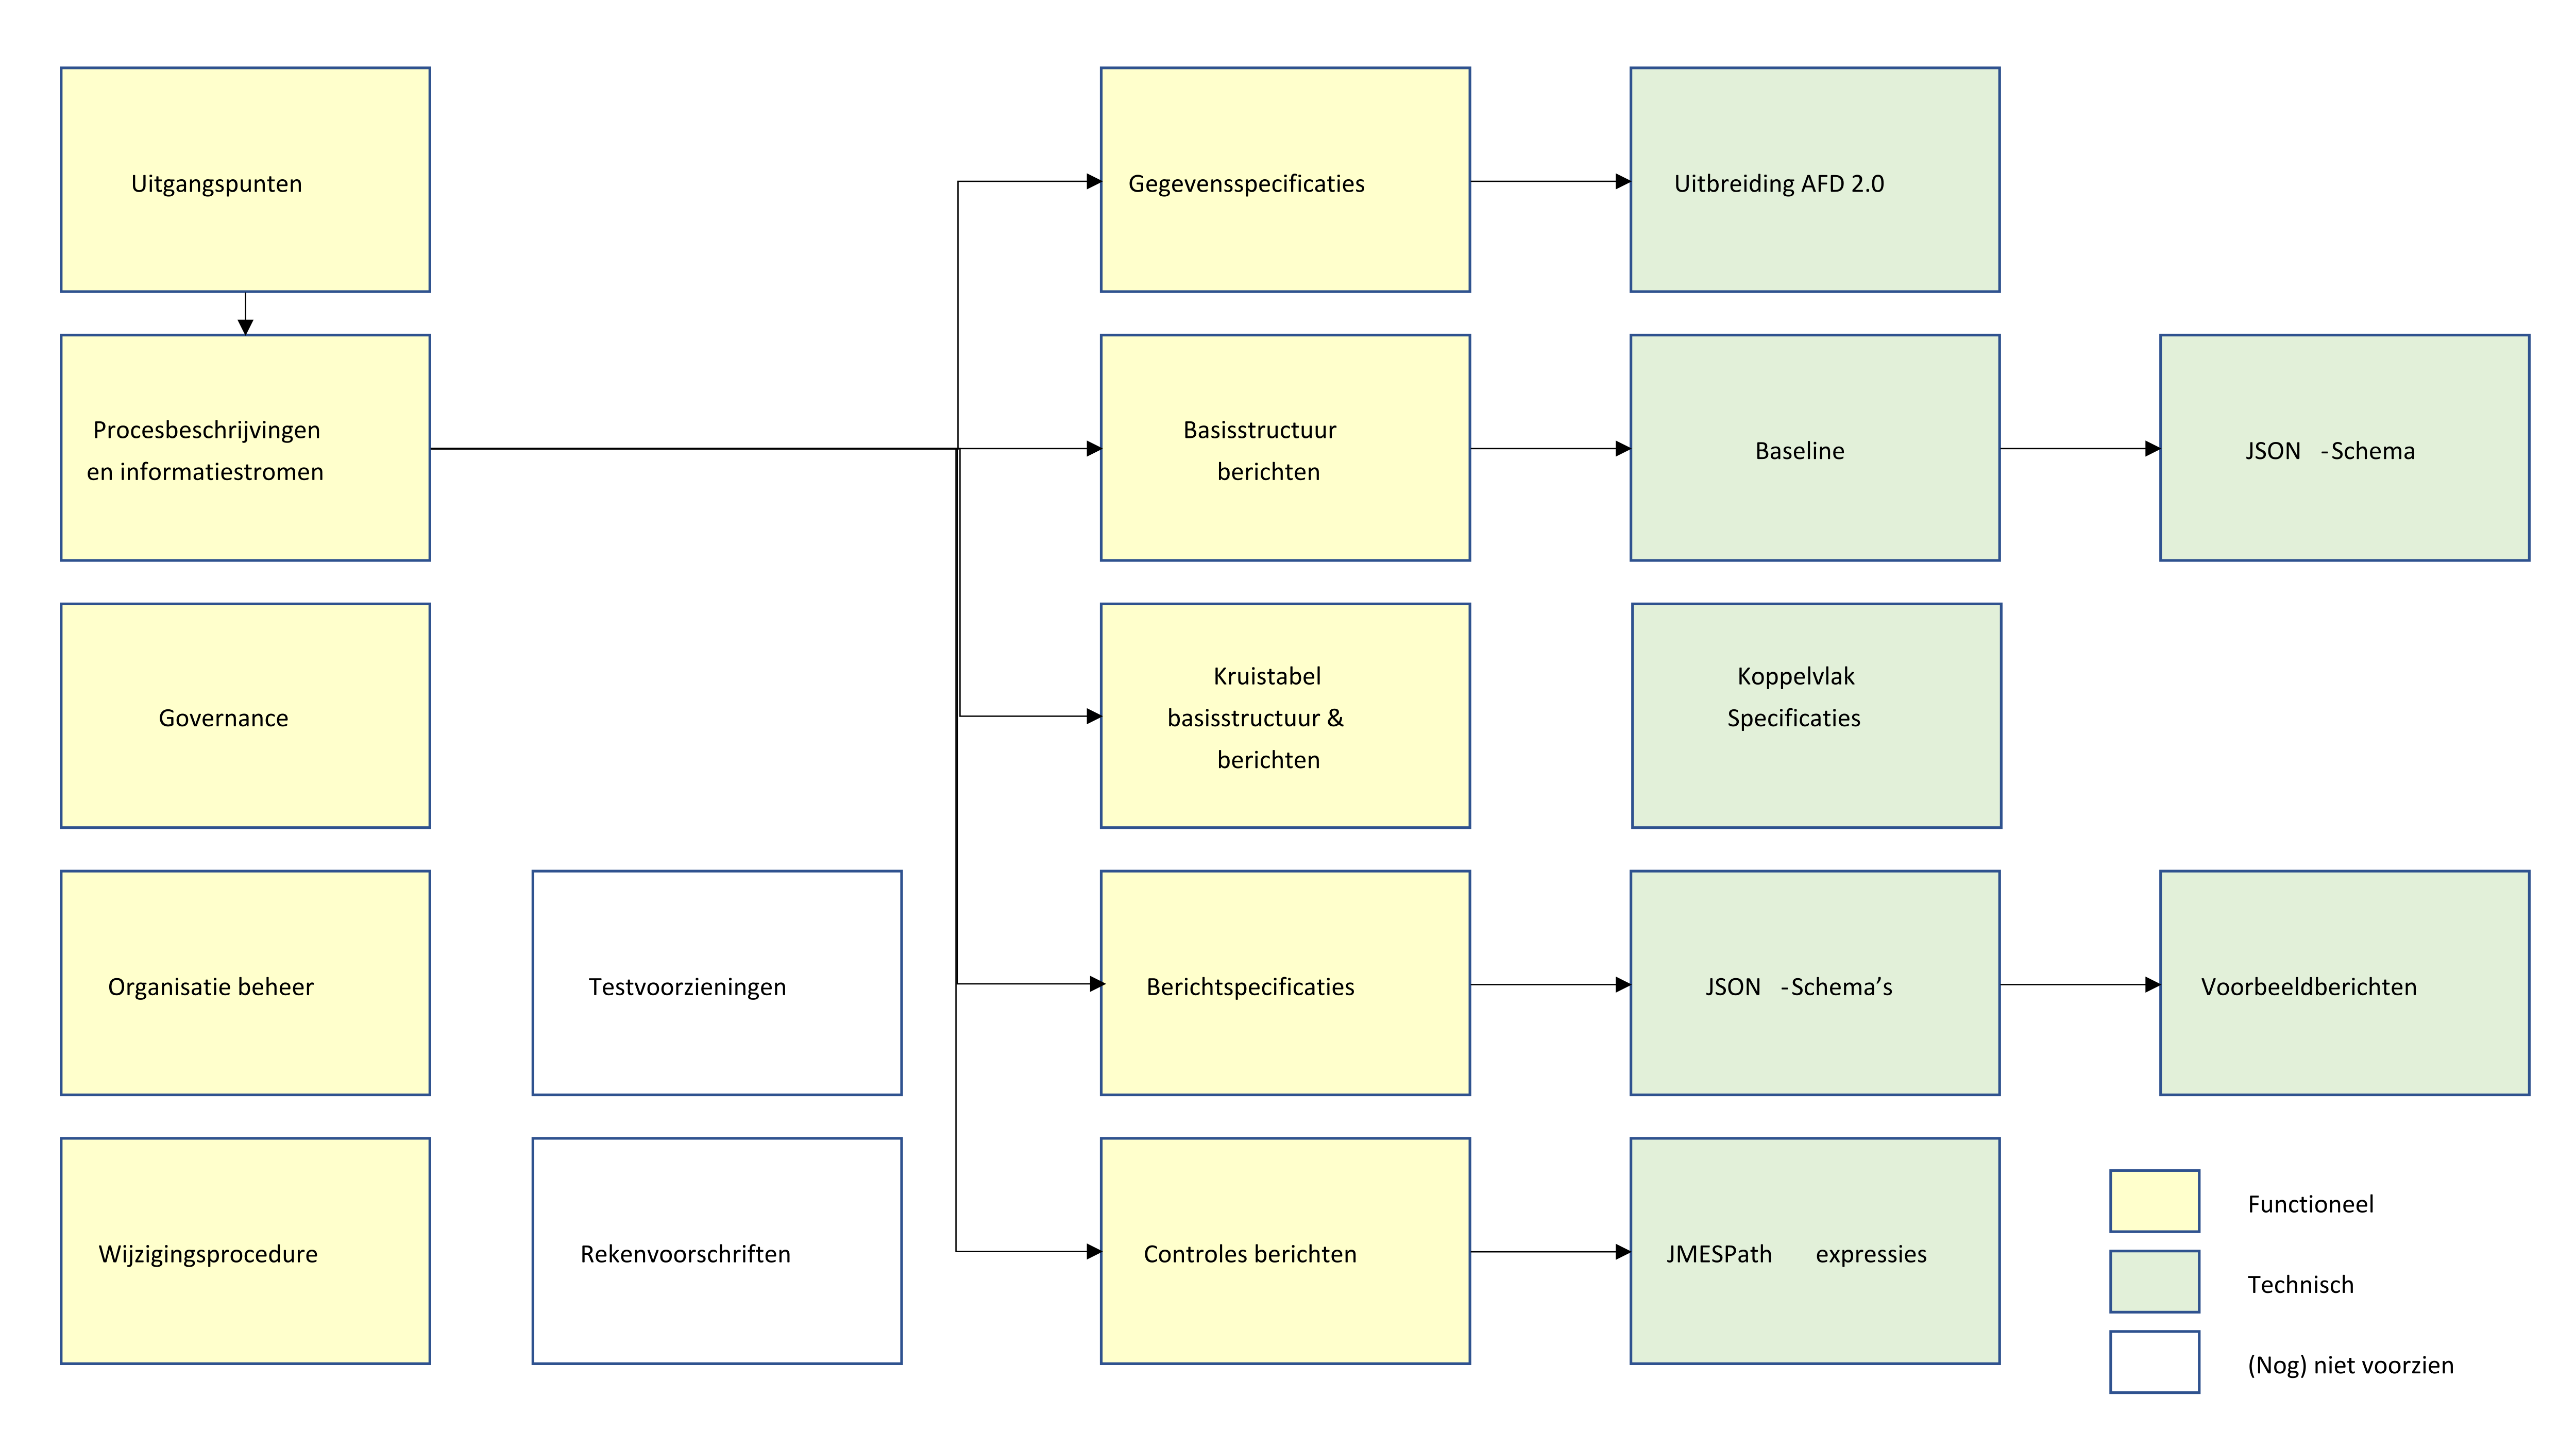 Uitgangspunten
Gegevensspecificaties
Uitbreiding AFD 2.0
Procesbeschrijvingen
en informatiestromen
Basisstructuur
berichten
Baseline
JSON -Schema
Governance
Kruistabel
basisstructuur &
berichten
Koppelvlak
Specificaties
Organisatie beheer
Testvoorzieningen
Berichtspecificaties
JSON -Schema’s
Voorbeeldberichten
Wijzigingsprocedure
Rekenvoorschriften
Controles berichten
JMESPath expressies
Functioneel
Technisch
(Nog) niet voorzien